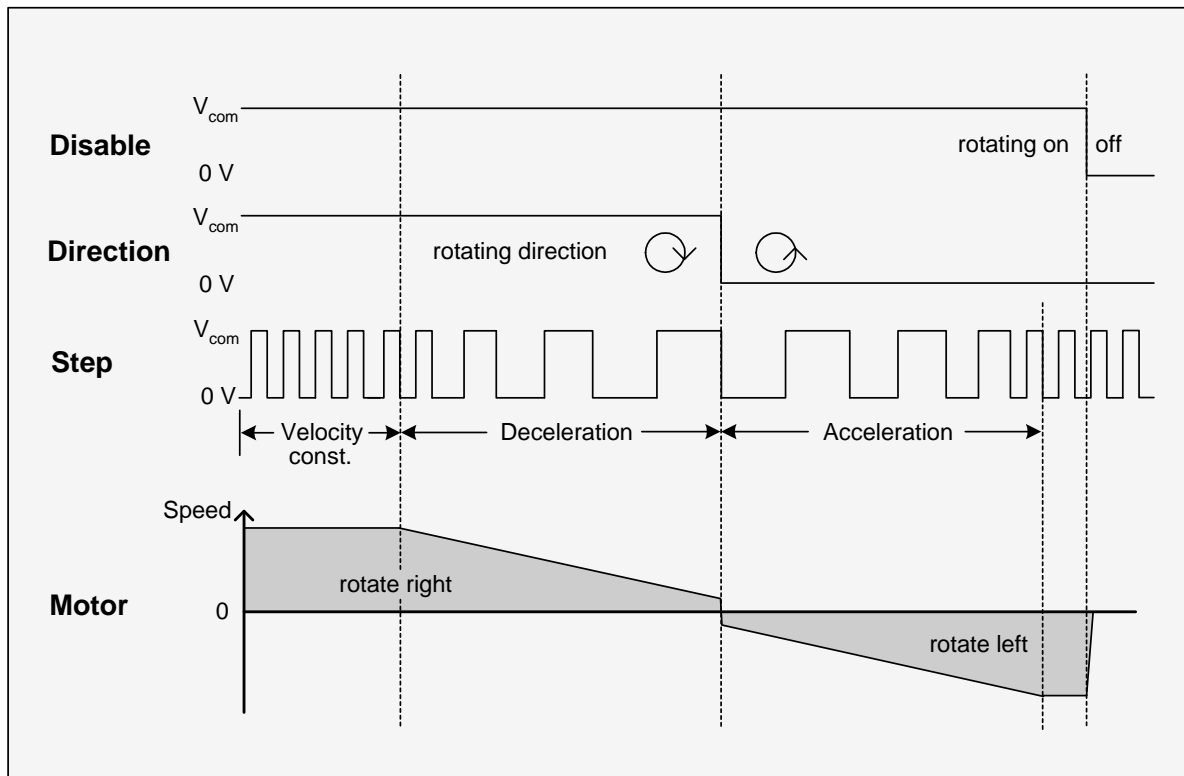 V_com
Disable
rotating on off
0 V
V_com
Direction
rotating direction
0 V
V_com
Step
0 V
Velocity
const.
Deceleration
Acceleration
Speed
rotate right
Motor
0
rotate left